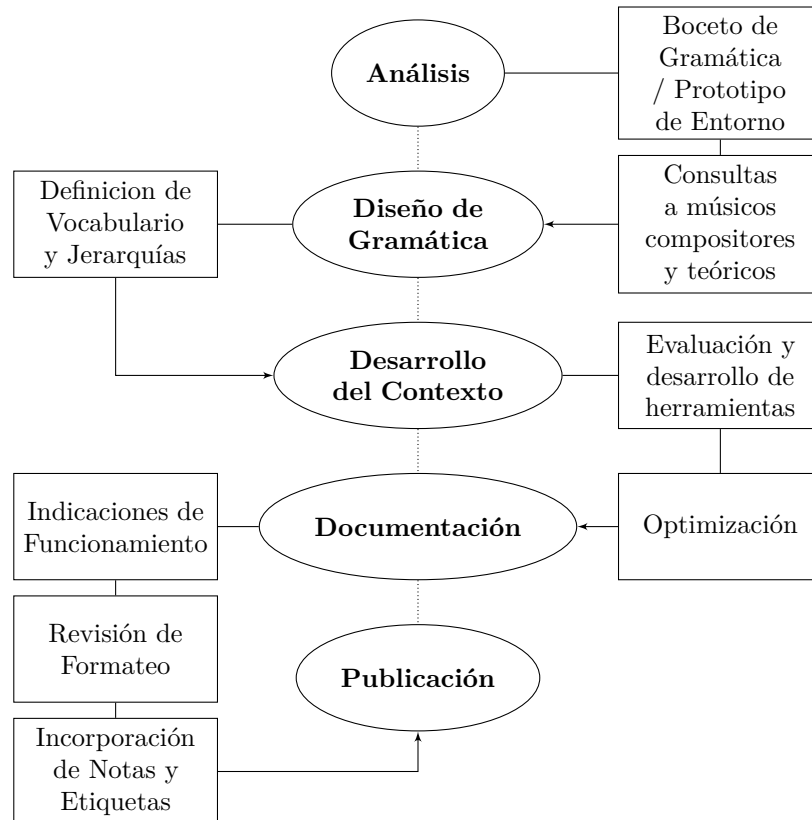 Análisis
Boceto de
Gramática
/ Prototipo
de Entorno
Definicion de
Vocabulario
y Jerarquías
Diseño de
Gramática
Consultas
a músicos
compositores
y teóricos
Desarrollo
del Contexto
Evaluación y
desarrollo de
herramientas
Indicaciones de
Funcionamiento
Documentación
Optimización
Revisión de
Formateo
Publicación
Incorporación
de Notas y
Etiquetas